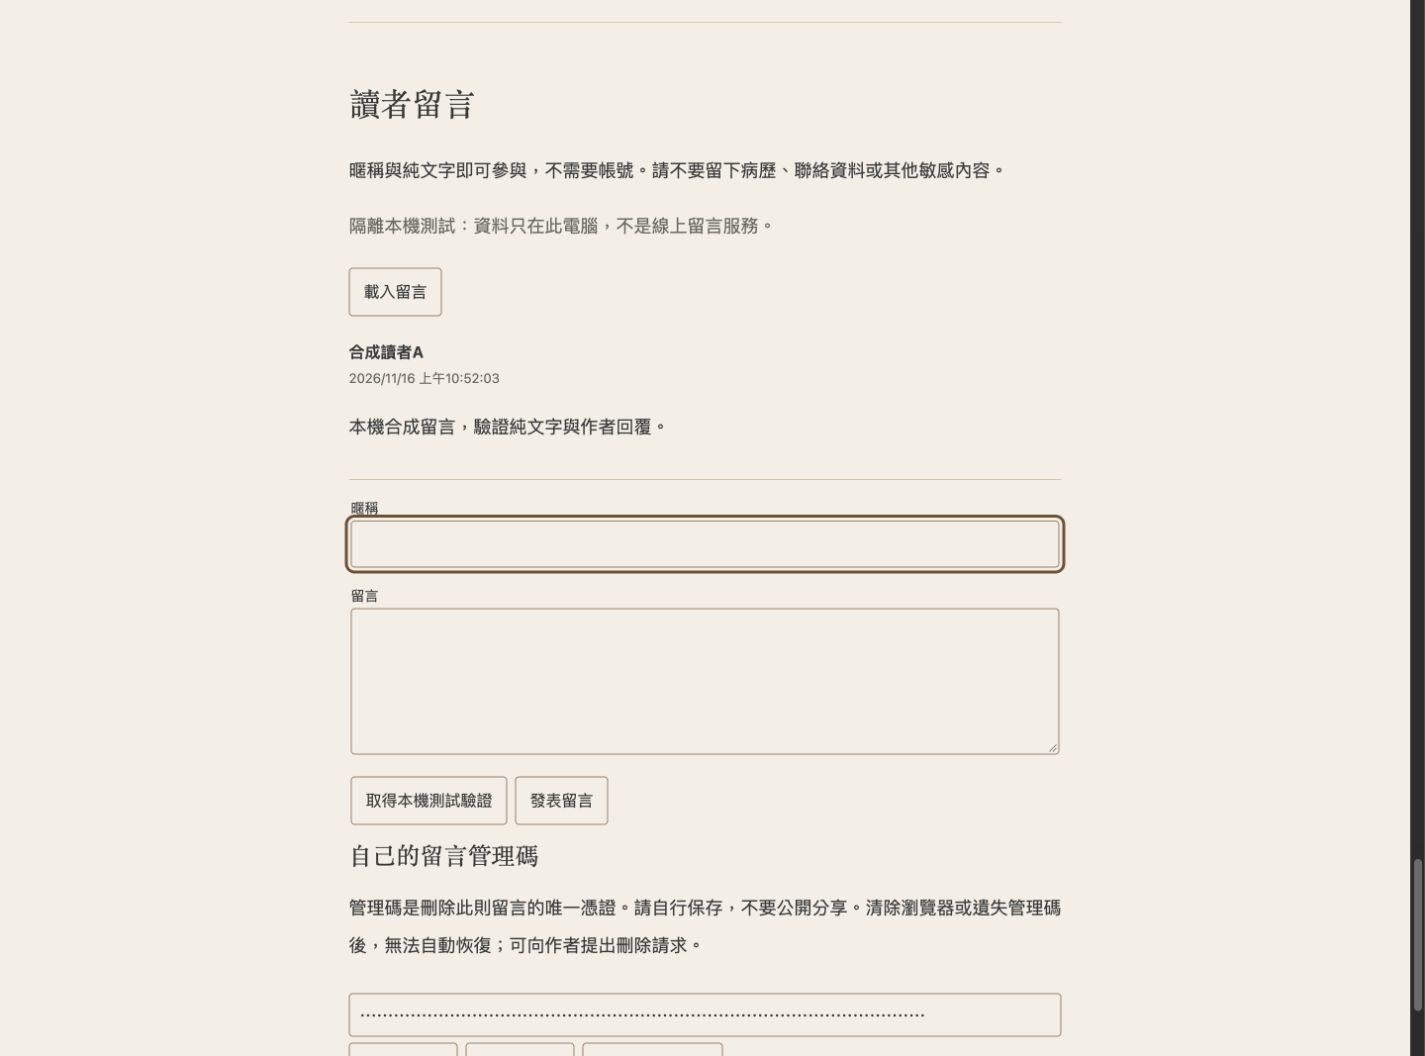 讀者留言
暱稱與純文字即可參與，不需要帳號。請不要留下病歷、聯絡資料或其他敏感內容。
隔離本機測試：資料只在此電腦，不是線上留言服務。
載入留言
合成讀者A
2026/11/16 上午10:52:03
本機合成留言，驗證純文字與作者回覆。
暱稱
留言
取得本機測試驗證 發表留言
自己的留言管理碼
管理碼是刪除此則留言的唯一憑證。請自行保存，不要公開分享。清除瀏覽器或遺失管理碼
後，無法自動恢復；可向作者提出刪除請求。